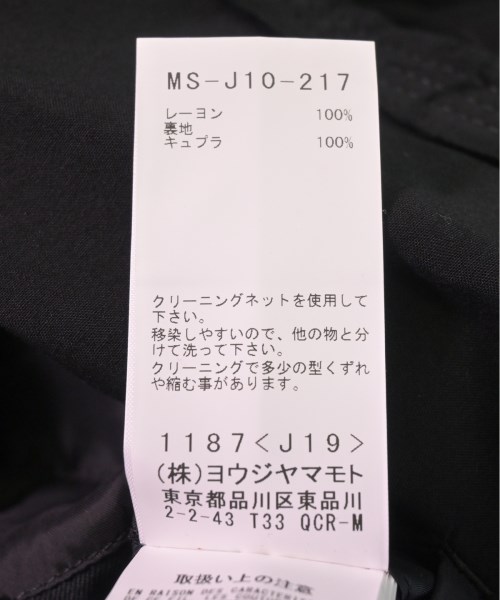 MS-J10-217
レーヨン 100%
裏地
キュプラ 100%
クリーニングネットを使用して
下さい。
移染しやすいので、他の物と分
けて洗って下さい。
クリーニングで多少の型くずれ
や縮む事があります。
1187<J19>
(株)ヨウジヤマモト
東京都品川区東品川
2-2-43 T33 QCR-M
取扱い上の注意
EN RAISON DES CARACTER